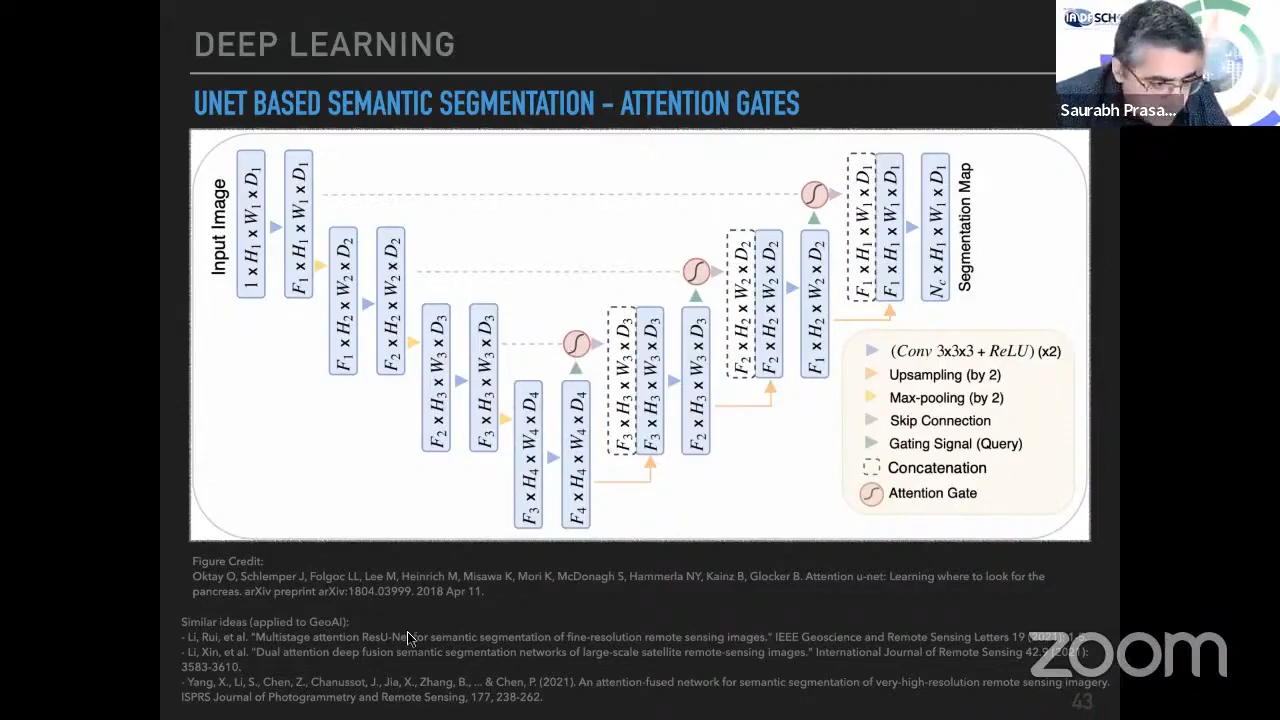 DEEP LEARNING
UNET BASED SEMANTIC SEGMENTATION – ATTENTION GATES
Saurabh Prasa...
Input Image
1 x H₁ x W₁ x D₁
F₁ x H₁ x W₁ x D₁
F₁ x H₂ x W₂ x D₂
F₂ x H₂ x W₂ x D₂
F₂ x H₃ x W₃ x D₃
F₃ x H₃ x W₃ x D₃
F₃ x H₄ x W₄ x D₄
F₄ x H₄ x W₄ x D₄
F₃ x H₃ x W₃ x D₃
F₃ x H₃ x W₃ x D₃
F₂ x H₃ x W₃ x D₃
F₂ x H₂ x W₂ x D₂
F₂ x H₂ x W₂ x D₂
F₁ x H₂ x W₂ x D₂
F₁ x H₁ x W₁ x D₁
F₁ x H₁ x W₁ x D₁
N_c x H₁ x W₁ x D₁
Segmentation Map
(Conv 3x3x3 + ReLU) (x2)
Upsampling (by 2)
Max-pooling (by 2)
Skip Connection
Gating Signal (Query)
Concatenation
Attention Gate
Figure Credit:
Oktay O, Schlemper J, Folgoc LL, Lee M, Heinrich M, Misawa K, Mori K, McDonagh S, Hammerla NY, Kainz B, Glocker B. Attention u-net: Learning where to look for the
pancreas. arXiv preprint arXiv:1804.03999. 2018 Apr 11.
Similar ideas (applied to GeoAI):
- Li, Rui, et al. "Multistage attention ResU-Net for semantic segmentation of fine-resolution remote sensing images." IEEE Geoscience and Remote Sensing Letters 19 (2021): 1-5.
- Li, Xin, et al. "Dual attention deep fusion semantic segmentation networks of large-scale satellite remote-sensing images." International Journal of Remote Sensing 42.9 (2021):
3583-3610.
- Yang, X., Li, S., Chen, Z., Chanussot, J., Jia, X., Zhang, B., ... & Chen, P. (2021). An attention-fused network for semantic segmentation of very-high-resolution remote sensing imagery.
ISPRS Journal of Photogrammetry and Remote Sensing, 177, 238-262.
zoom
43